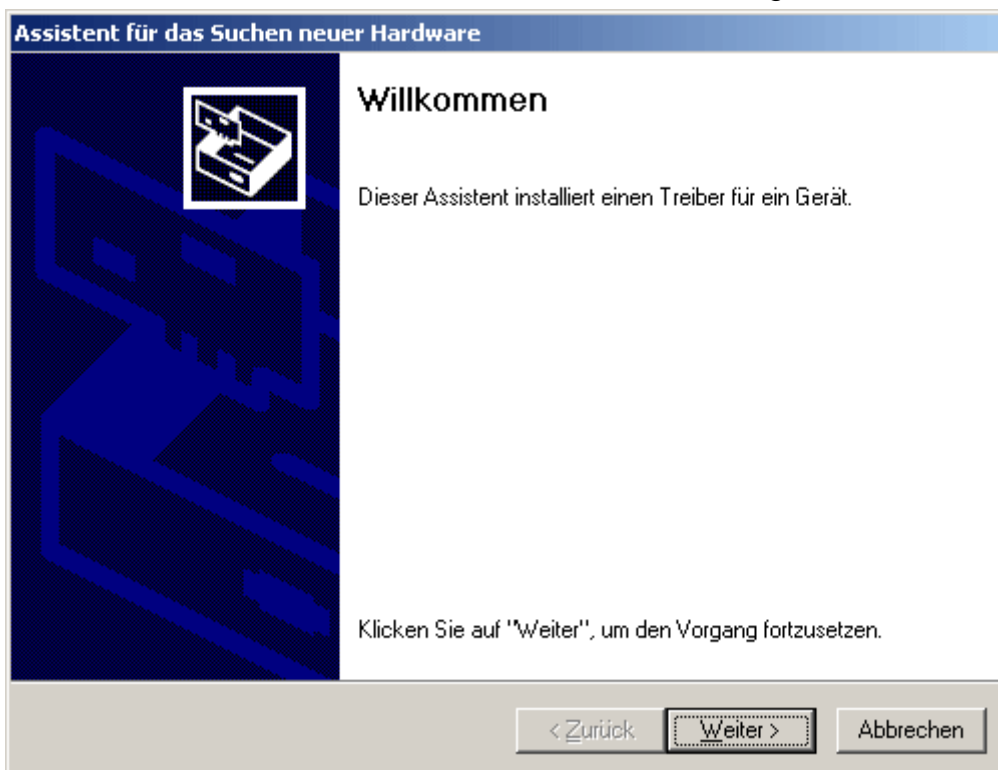 Assistent für das Suchen neuer Hardware
Willkommen
Dieser Assistent installiert einen Treiber für ein Gerät.
Klicken Sie auf "Weiter", um den Vorgang fortzusetzen.
< Zurück Weiter > Abbrechen